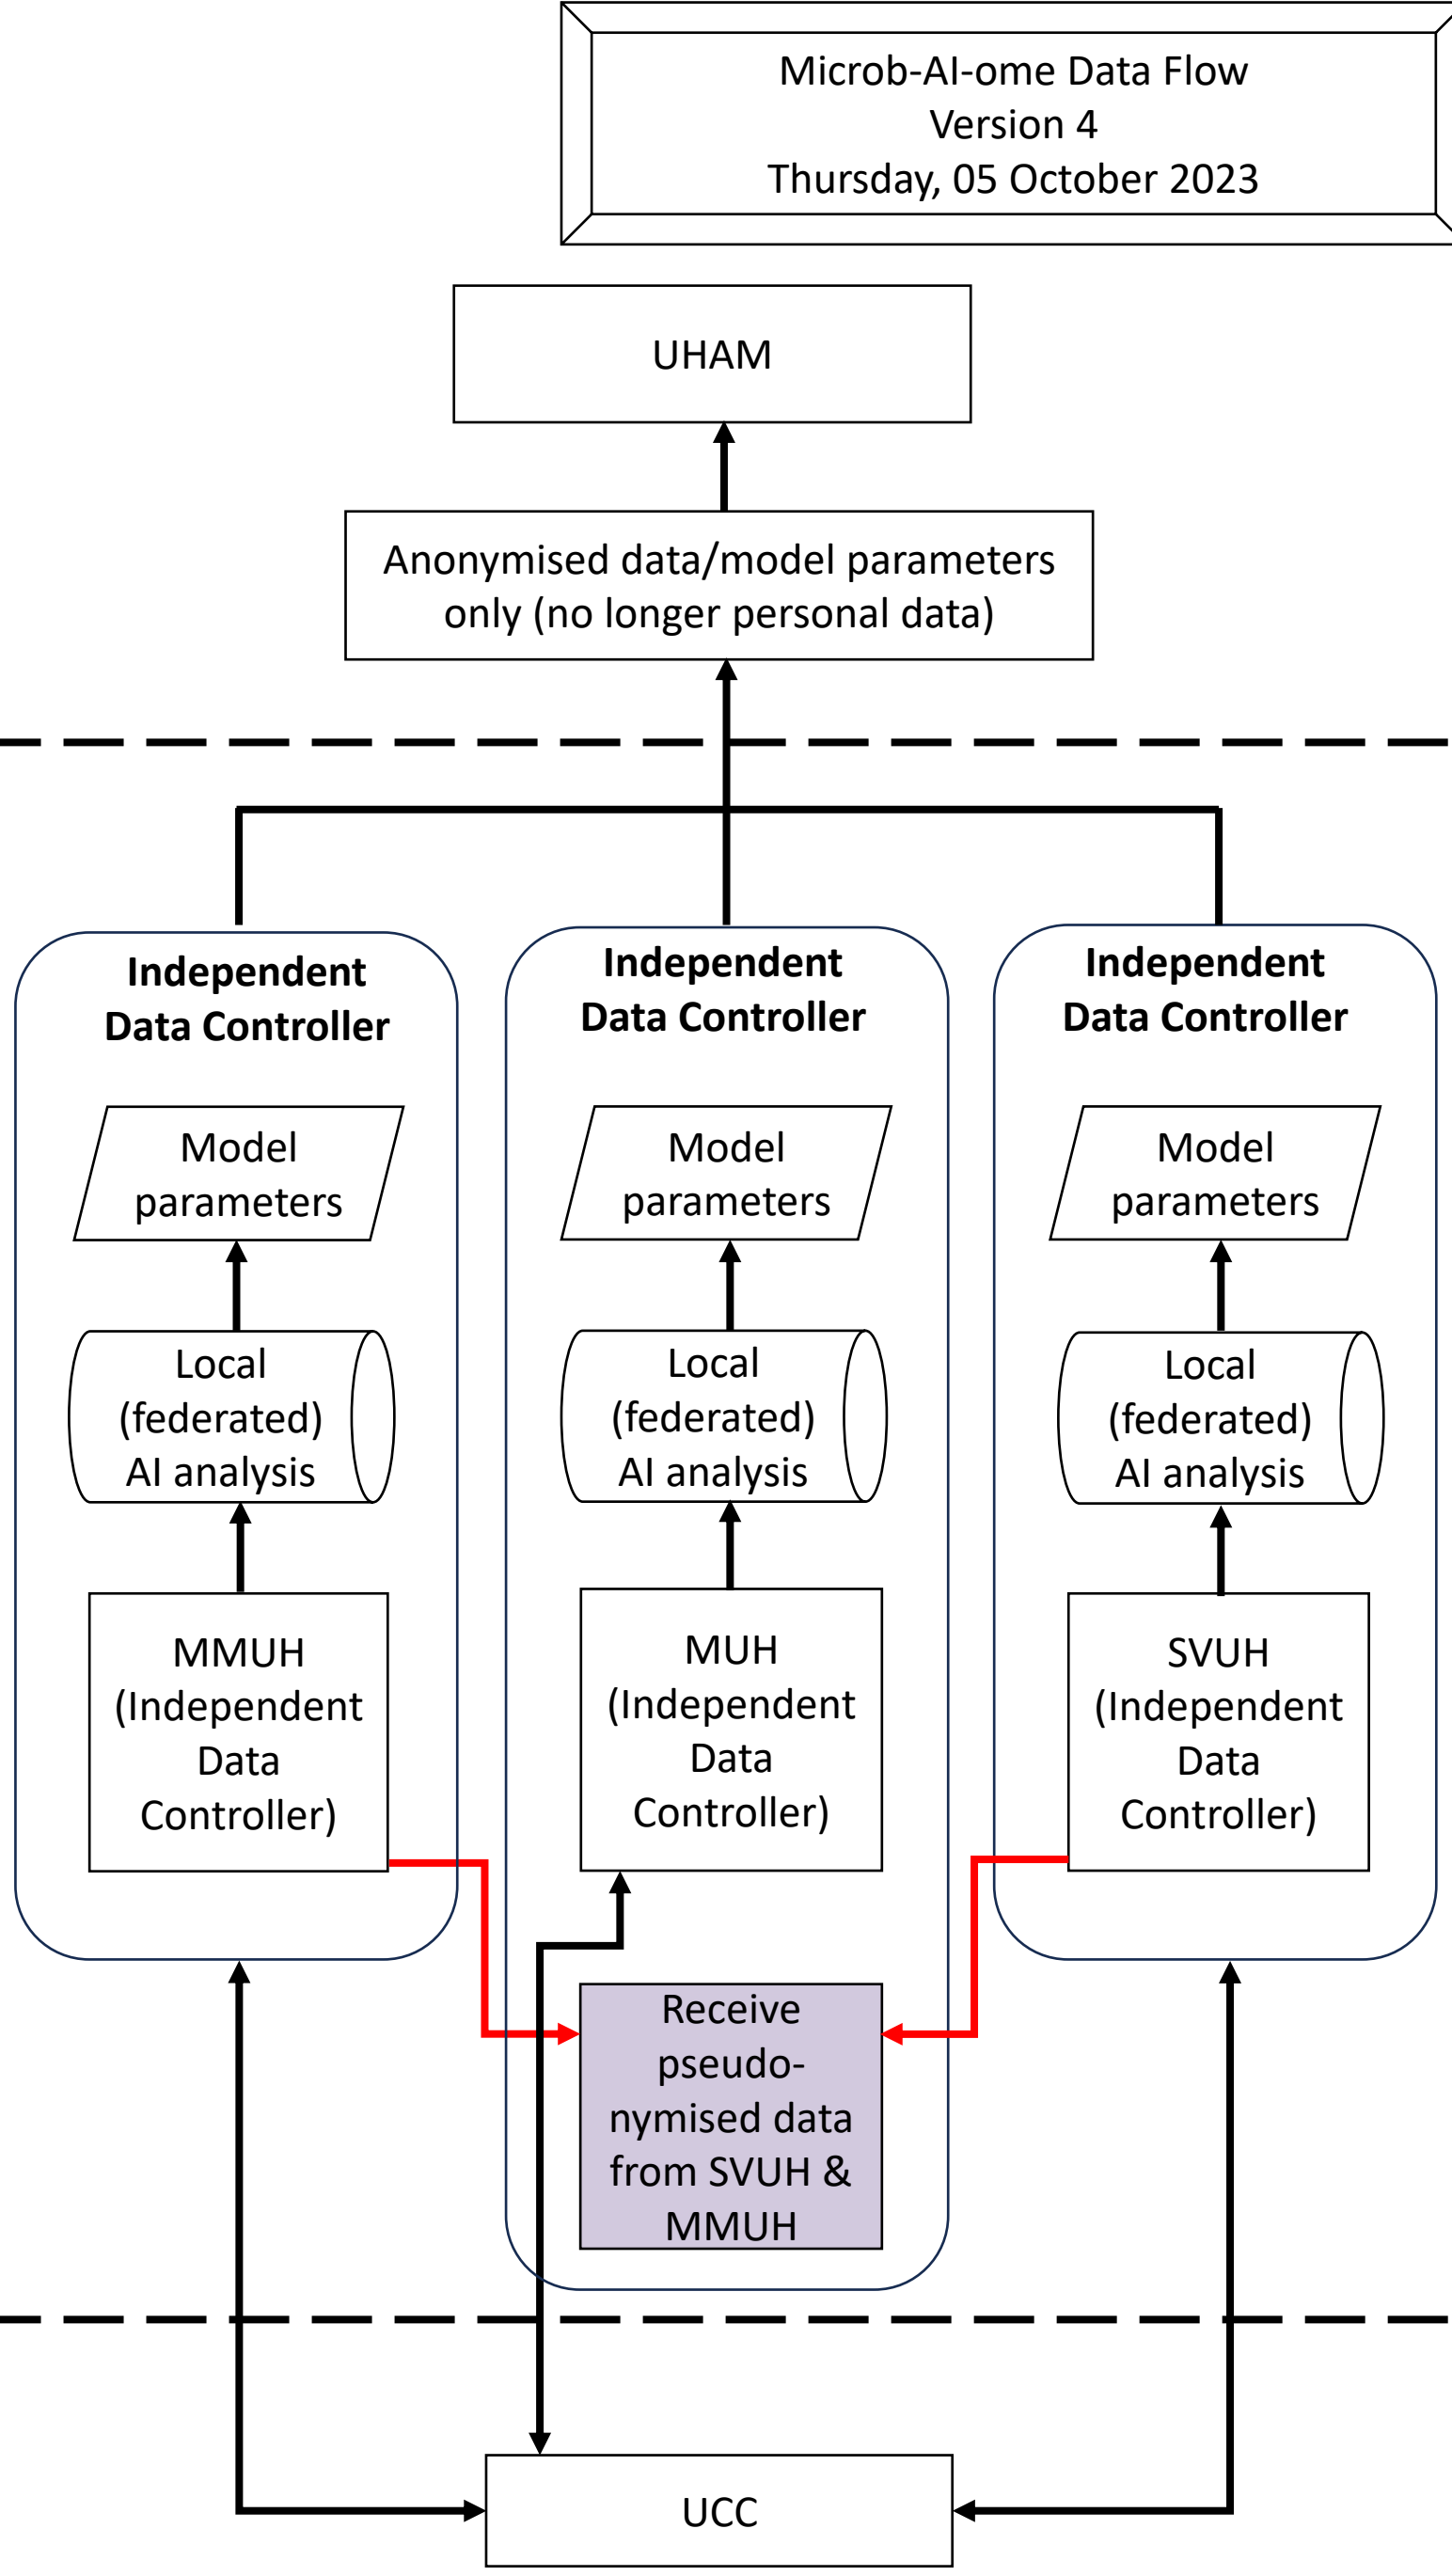 Microb-AI-ome Data Flow
Version 4
Thursday, 05 October 2023
UHAM
Anonymised data/model parameters
only (no longer personal data)
Independent
Data Controller
Model
parameters
Local
(federated)
AI analysis
MMUH
(Independent
Data
Controller)
Independent
Data Controller
Model
parameters
Local
(federated)
AI analysis
MUH
(Independent
Data
Controller)
Receive
pseudo-
nymised data
from SVUH &
MMUH
Independent
Data Controller
Model
parameters
Local
(federated)
AI analysis
SVUH
(Independent
Data
Controller)
UCC